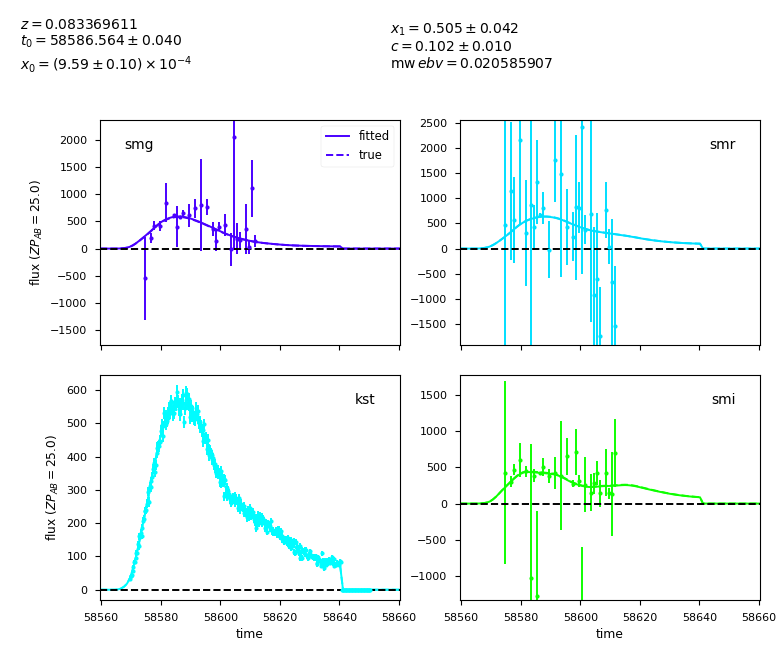 z = 0.083369611
t₀ = 58586.564 ± 0.040
x₀ = (9.59 ± 0.10) × 10⁻⁴
x₁ = 0.505 ± 0.042
c = 0.102 ± 0.010
mwebv = 0.020585907
smg
fitted
true
flux (ZP_AB = 25.0)
2000
1500
1000
500
0
−500
−1000
−1500
smr
2500
2000
1500
1000
500
0
−500
−1000
−1500
kst
flux (ZP_AB = 25.0)
600
500
400
300
200
100
0
58560 58580 58600 58620 58640 58660
time
smi
1500
1000
500
0
−500
−1000
58560 58580 58600 58620 58640 58660
time